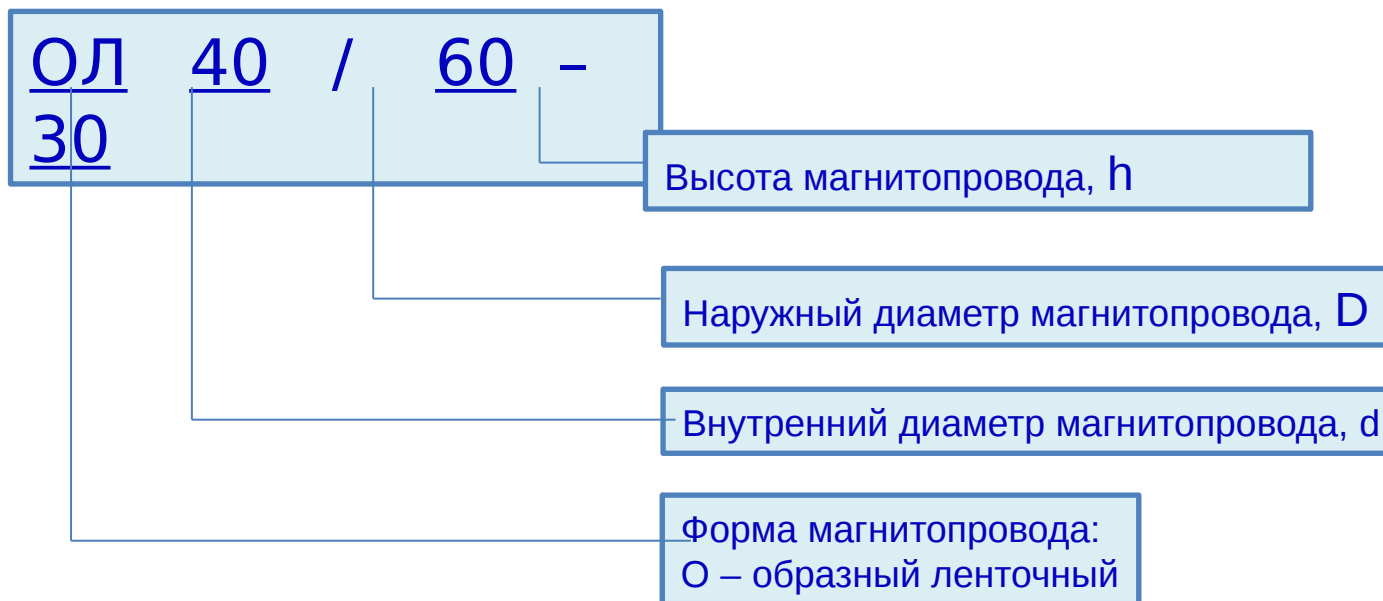 ОЛ 40 / 60 –
30
Высота магнитопровода, h
Наружный диаметр магнитопровода, D
Внутренний диаметр магнитопровода, d
Форма магнитопровода:
О – образный ленточный